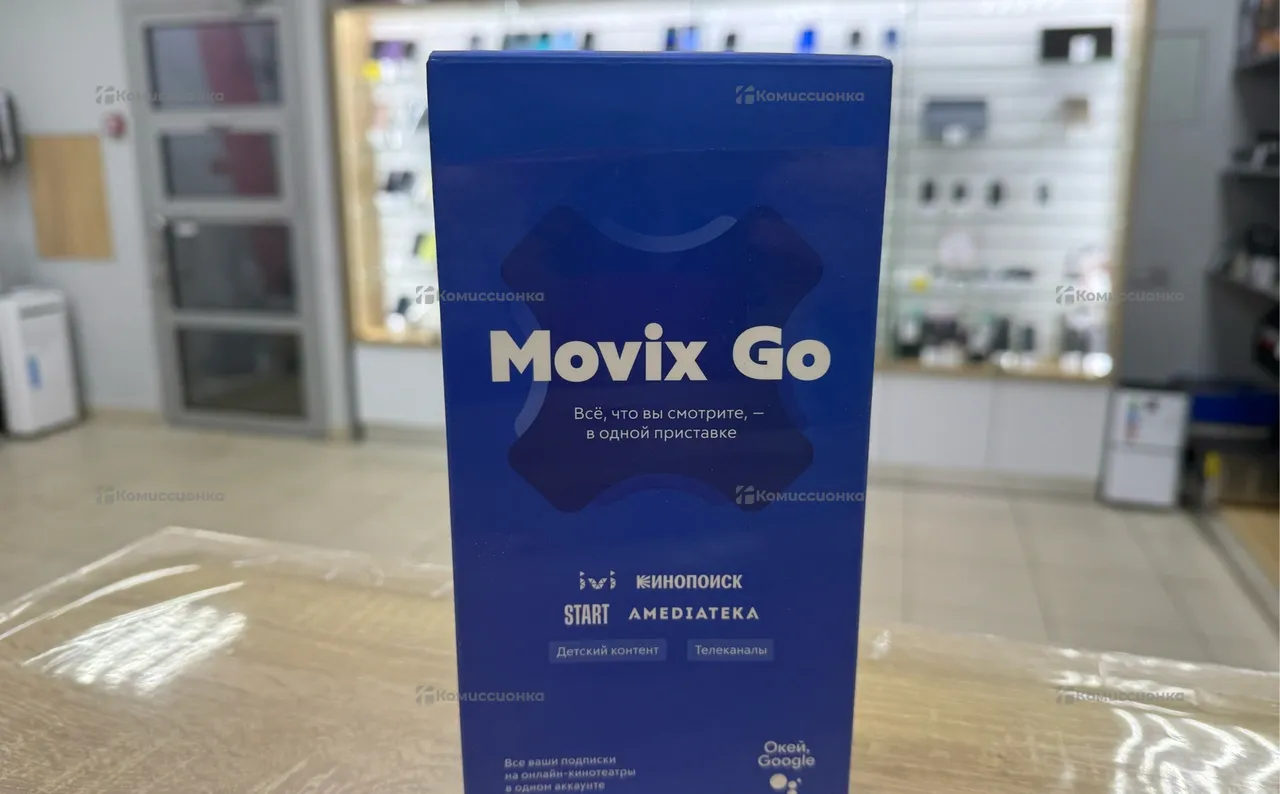 Комиссионка
Комиссионка
Комиссионка
Комиссионка
Movix Go
Всё, что вы смотрите, —
в одной приставке
Комиссионка
Комиссионка
ivi КИНОПОИСК
START AMEDIATEKA
Детский контент Телеканалы
Комиссионка
Комиссионка
Окей,
Google
Все ваши подписки
на онлайн-кинотеатры
в одном аккаунте